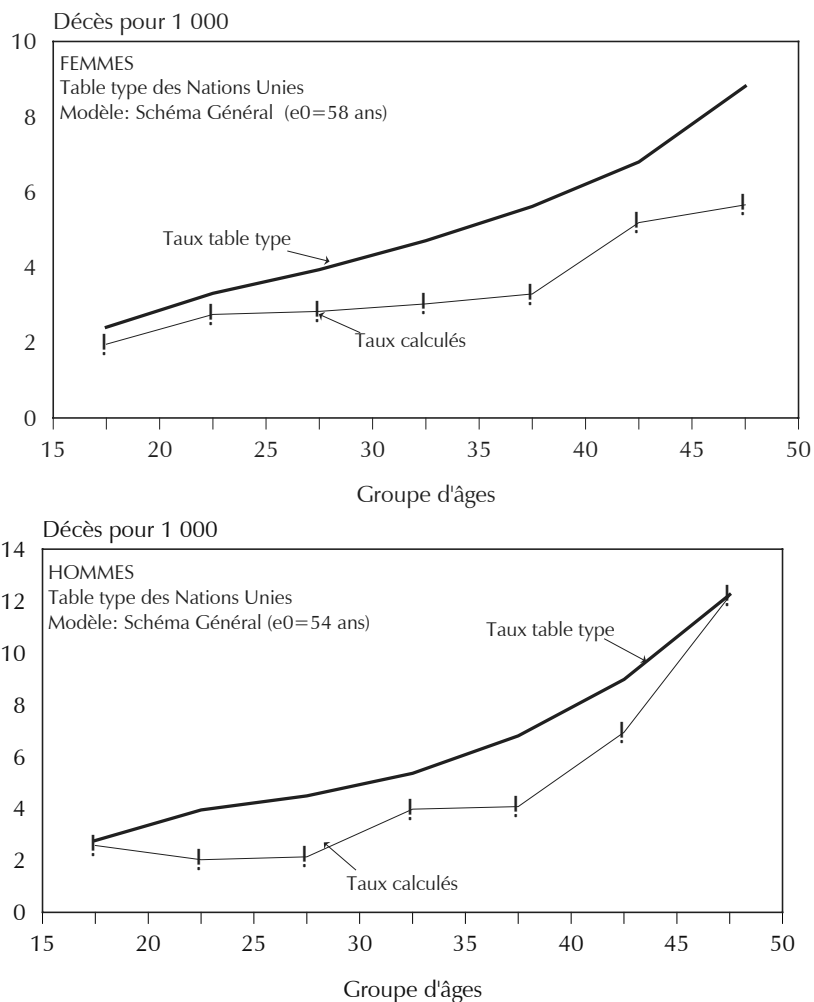 Décès pour 1 000
10
FEMMES
Table type des Nations Unies
Modèle: Schéma Général (e0=58 ans)
8
6
Taux table type
4
Taux calculés
2
0
15 20 25 30 35 40 45 50
Groupe d'âges
Décès pour 1 000
14
HOMMES
Table type des Nations Unies
Modèle: Schéma Général (e0=54 ans)
12
Taux table type
10
8
6
4
2
Taux calculés
0
15 20 25 30 35 40 45 50
Groupe d'âges